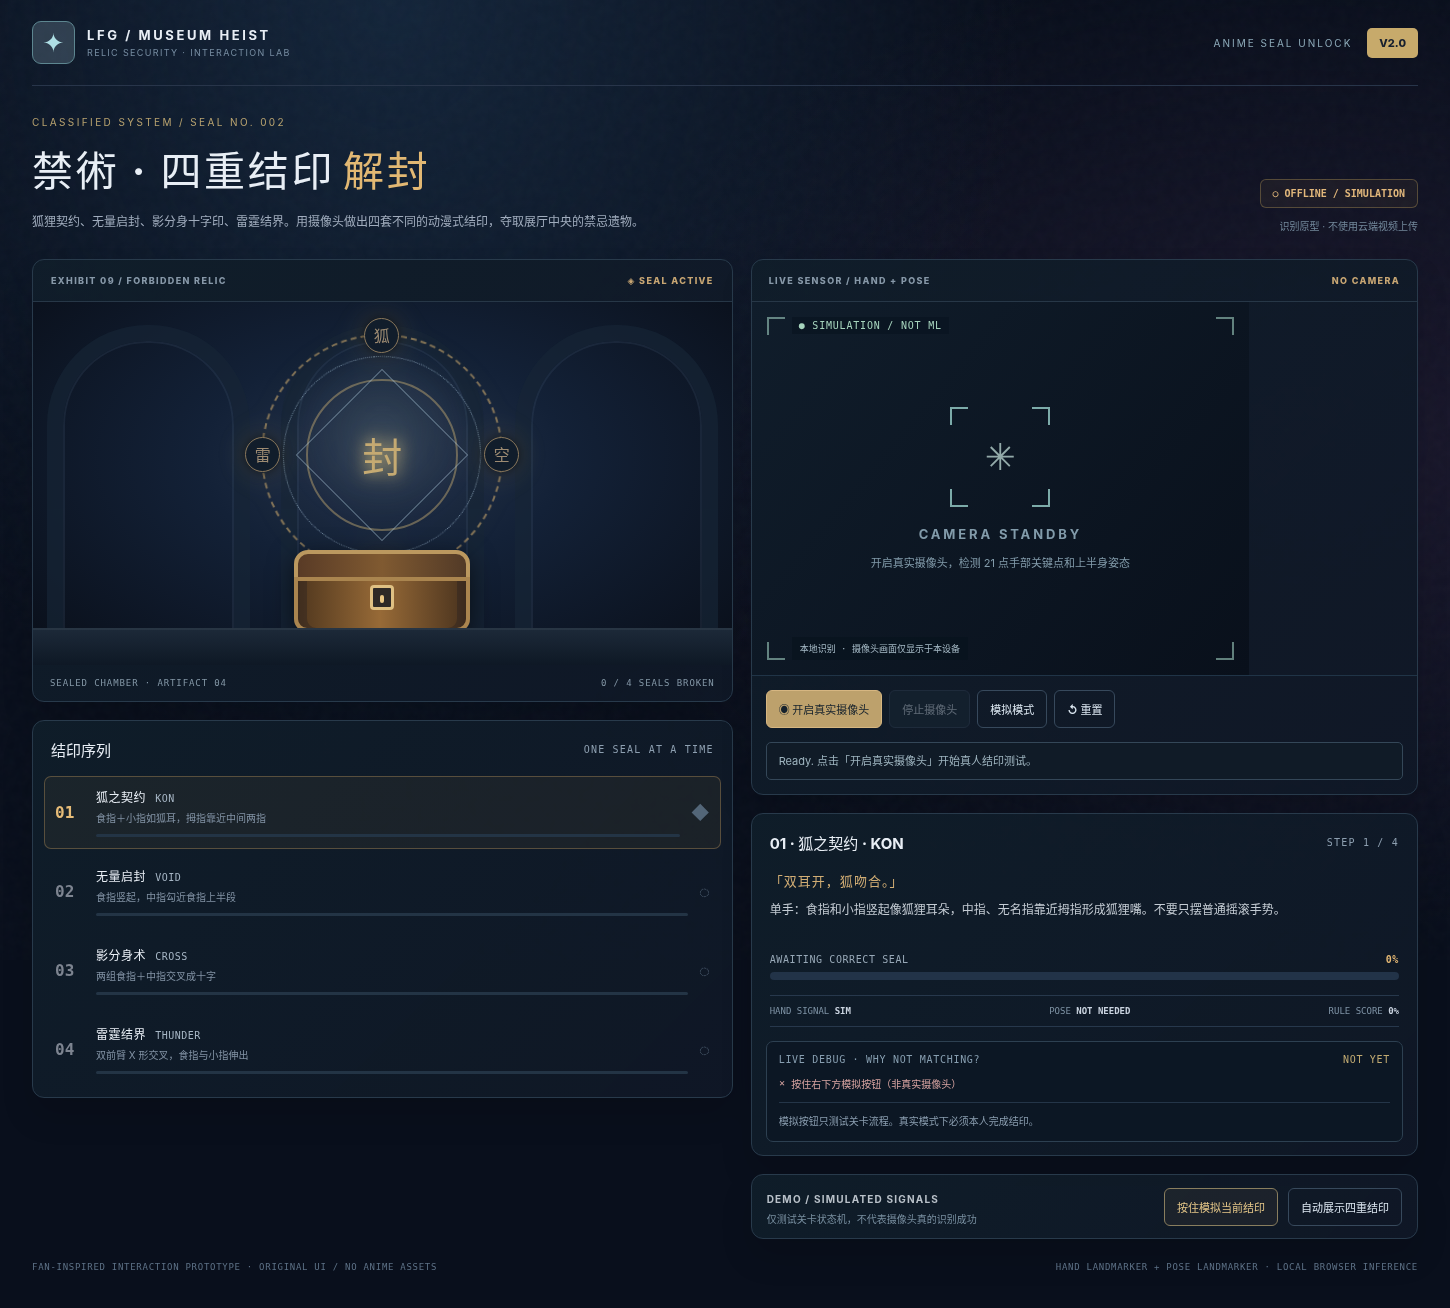 LFG / MUSEUM HEIST
RELIC SECURITY · INTERACTION LAB
ANIME SEAL UNLOCK
V2.0
CLASSIFIED SYSTEM / SEAL NO. 002
禁術 · 四重结印 解封
狐狸契约、无量启封、影分身十字印、雷霆结界。用摄像头做出四套不同的动漫式结印，夺取展厅中央的禁忌遗物。
○ OFFLINE / SIMULATION
识别原型 · 不使用云端视频上传
EXHIBIT 09 / FORBIDDEN RELIC
◈ SEAL ACTIVE
狐
雷
封
空
SEALED CHAMBER · ARTIFACT 04
0 / 4 SEALS BROKEN
结印序列
ONE SEAL AT A TIME
01
狐之契约 KON
食指＋小指如狐耳，拇指靠近中间两指
02
无量启封 VOID
食指竖起，中指勾近食指上半段
03
影分身术 CROSS
两组食指＋中指交叉成十字
04
雷霆结界 THUNDER
双前臂 X 形交叉，食指与小指伸出
LIVE SENSOR / HAND + POSE
NO CAMERA
● SIMULATION / NOT ML
CAMERA STANDBY
开启真实摄像头，检测 21 点手部关键点和上半身姿态
本地识别 · 摄像头画面仅显示于本设备
◉ 开启真实摄像头
停止摄像头
模拟模式
↺ 重置
Ready. 点击「开启真实摄像头」开始真人结印测试。
01 · 狐之契约 · KON
STEP 1 / 4
「双耳开，狐吻合。」
单手：食指和小指竖起像狐狸耳朵，中指、无名指靠近拇指形成狐狸嘴。不要只摆普通摇滚手势。
AWAITING CORRECT SEAL
0%
HAND SIGNAL SIM
POSE NOT NEEDED
RULE SCORE 0%
LIVE DEBUG · WHY NOT MATCHING?
NOT YET
× 按住右下方模拟按钮（非真实摄像头）
模拟按钮只测试关卡流程。真实模式下必须本人完成结印。
DEMO / SIMULATED SIGNALS
仅测试关卡状态机，不代表摄像头真的识别成功
按住模拟当前结印
自动展示四重结印
FAN-INSPIRED INTERACTION PROTOTYPE · ORIGINAL UI / NO ANIME ASSETS
HAND LANDMARKER + POSE LANDMARKER · LOCAL BROWSER INFERENCE